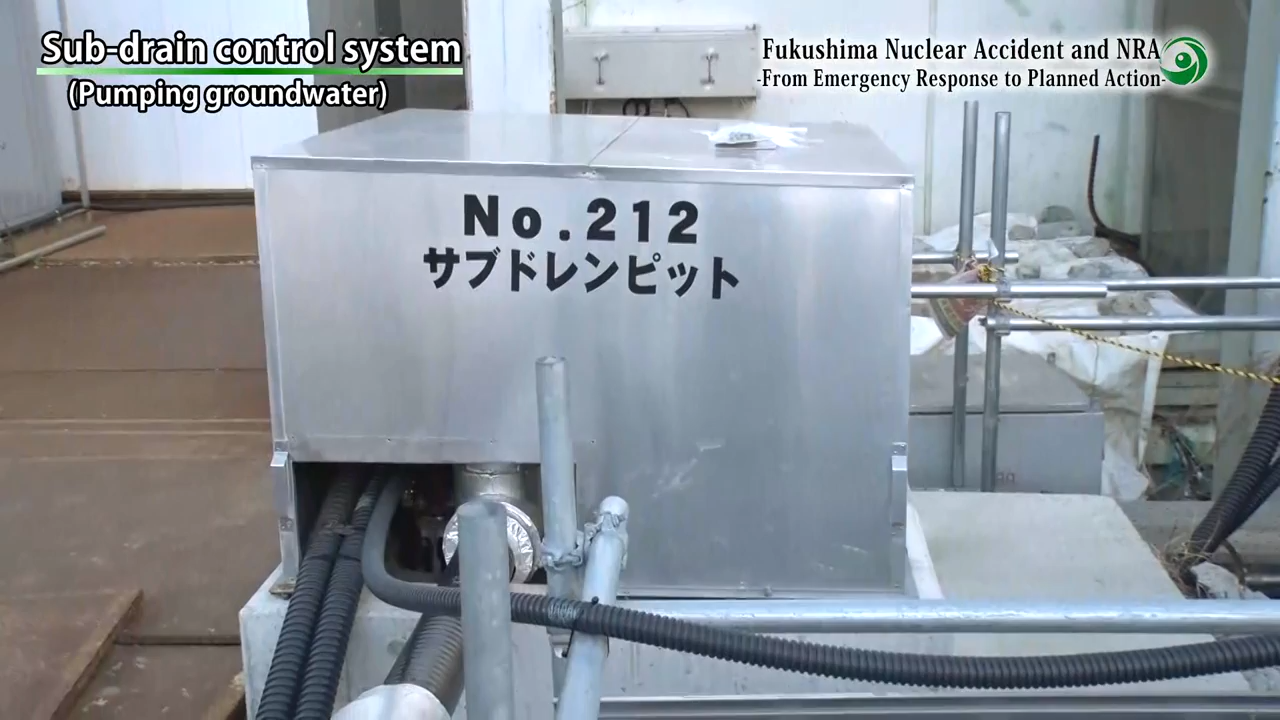 Sub-drain control system
(Pumping groundwater)
Fukushima Nuclear Accident and NRA
-From Emergency Response to Planned Action-
No.212
サブドレンピット